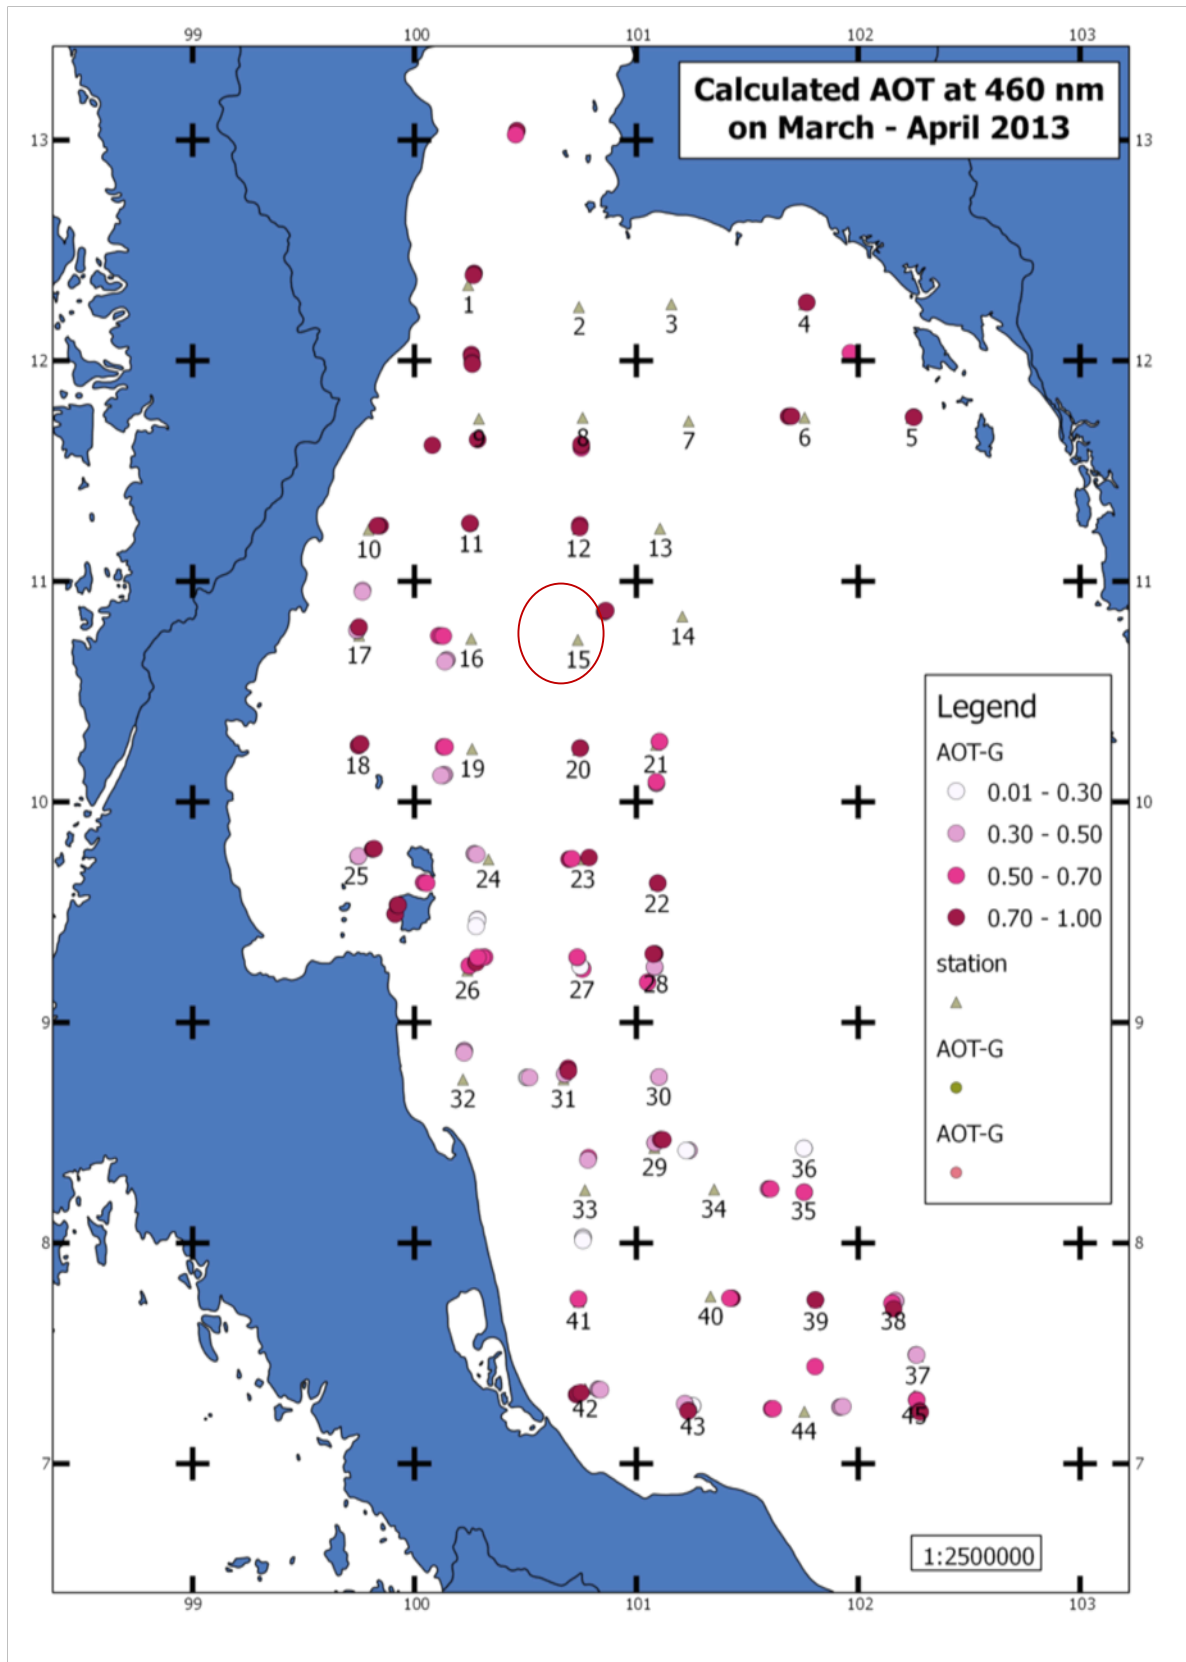 99 100 101 102 103
Calculated AOT at 460 nm
on March - April 2013
13 13
1 2 3 4
12 12
9 8 7 6 5
10 11 12 13
11 11
17 16 15 14
Legend
AOT-G
18 19 20 21
0.01 - 0.30
10 10
0.30 - 0.50
25 24 23
0.50 - 0.70
22
0.70 - 1.00
station
26 27 28
9 9
AOT-G
32 31 30
AOT-G
29 36
33 34 35
8 8
41 40 39 38
37
42 43 44 45
7 7
1:2500000
99 100 101 102 103